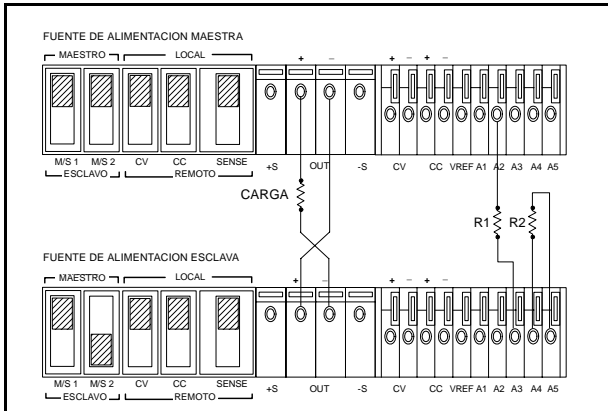 FUENTE DE ALIMENTACION MAESTRA
MAESTRO LOCAL
+ – + – + –
M/S 1 M/S 2 CV CC SENSE +S OUT -S CV CC VREF A1 A2 A3 A4 A5
ESCLAVO REMOTO
CARGA R1 R2
FUENTE DE ALIMENTACION ESCLAVA
MAESTRO LOCAL
+ – + – + –
M/S 1 M/S 2 CV CC SENSE +S OUT -S CV CC VREF A1 A2 A3 A4 A5
ESCLAVO REMOTO